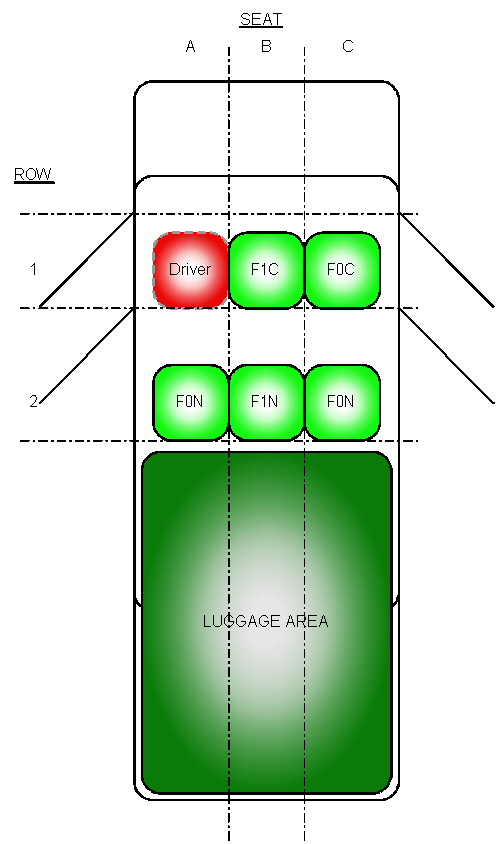 SEAT
A B C
ROW
1 Driver F1C F0C
2 F0N F1N F0N
LUGGAGE AREA